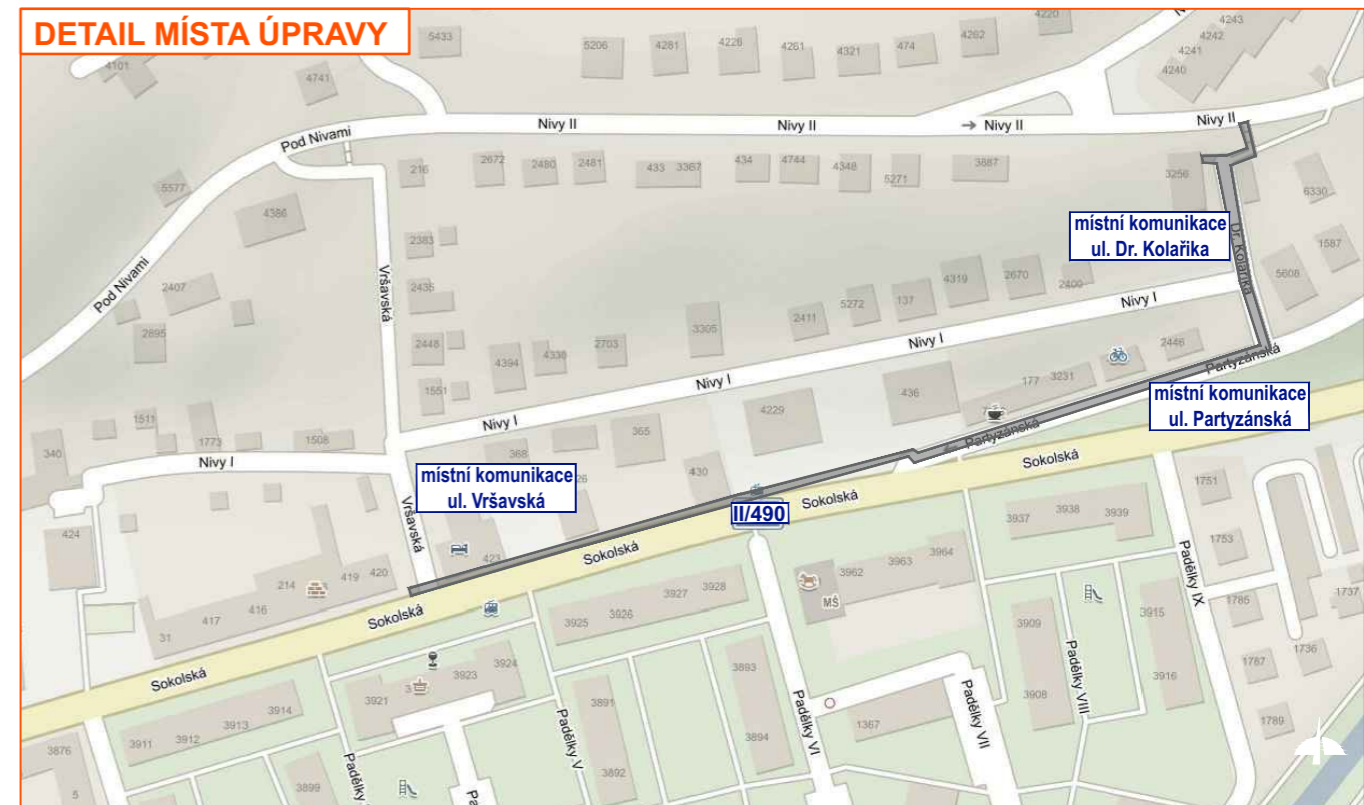 DETAIL MÍSTA ÚPRAVY
5433
5206
4281
4226
4261
4321
474
4262
4220
4243
4242
4241
4240
4101
4741
Nivy II
Nivy II
→ Nivy II
Nivy II
Pod Nivami
216
2672
2480
2481
433
3367
434
4744
4348
5271
3887
3256
6330
5577
4386
místní komunikace
ul. Dr. Kolařika
Dr. Kolaříka
1587
5608
2383
Vršavská
2435
Pod Nivami
2407
2895
4319
2670
2400
5272
137
2411
3305
Nivy I
Nivy I
Nivy I
Nivy I
Nivy I
2448
4394
4338
2703
1551
2446
177
3231
436
4229
Partyzánská
místní komunikace
ul. Partyzánská
Partyzánská
1511
1773
1508
340
365
368
430
místní komunikace
ul. Vršavská
Vršavská
II/490
Sokolská
Sokolská
Sokolská
Sokolská
Sokolská
424
423
420
419
214
416
417
31
3937
3938
3939
1751
1753
Padělky IX
3964
3963
3962
MŠ
3928
3927
3926
3925
1785
1737
3915
3909
Padělky VIII
3916
3908
1736
1787
1789
3893
3894
Padělky VI
Padělky VII
1367
3924
3923
3921
3891
3892
Padělky V
3914
3913
3912
3911
3876
5
3899